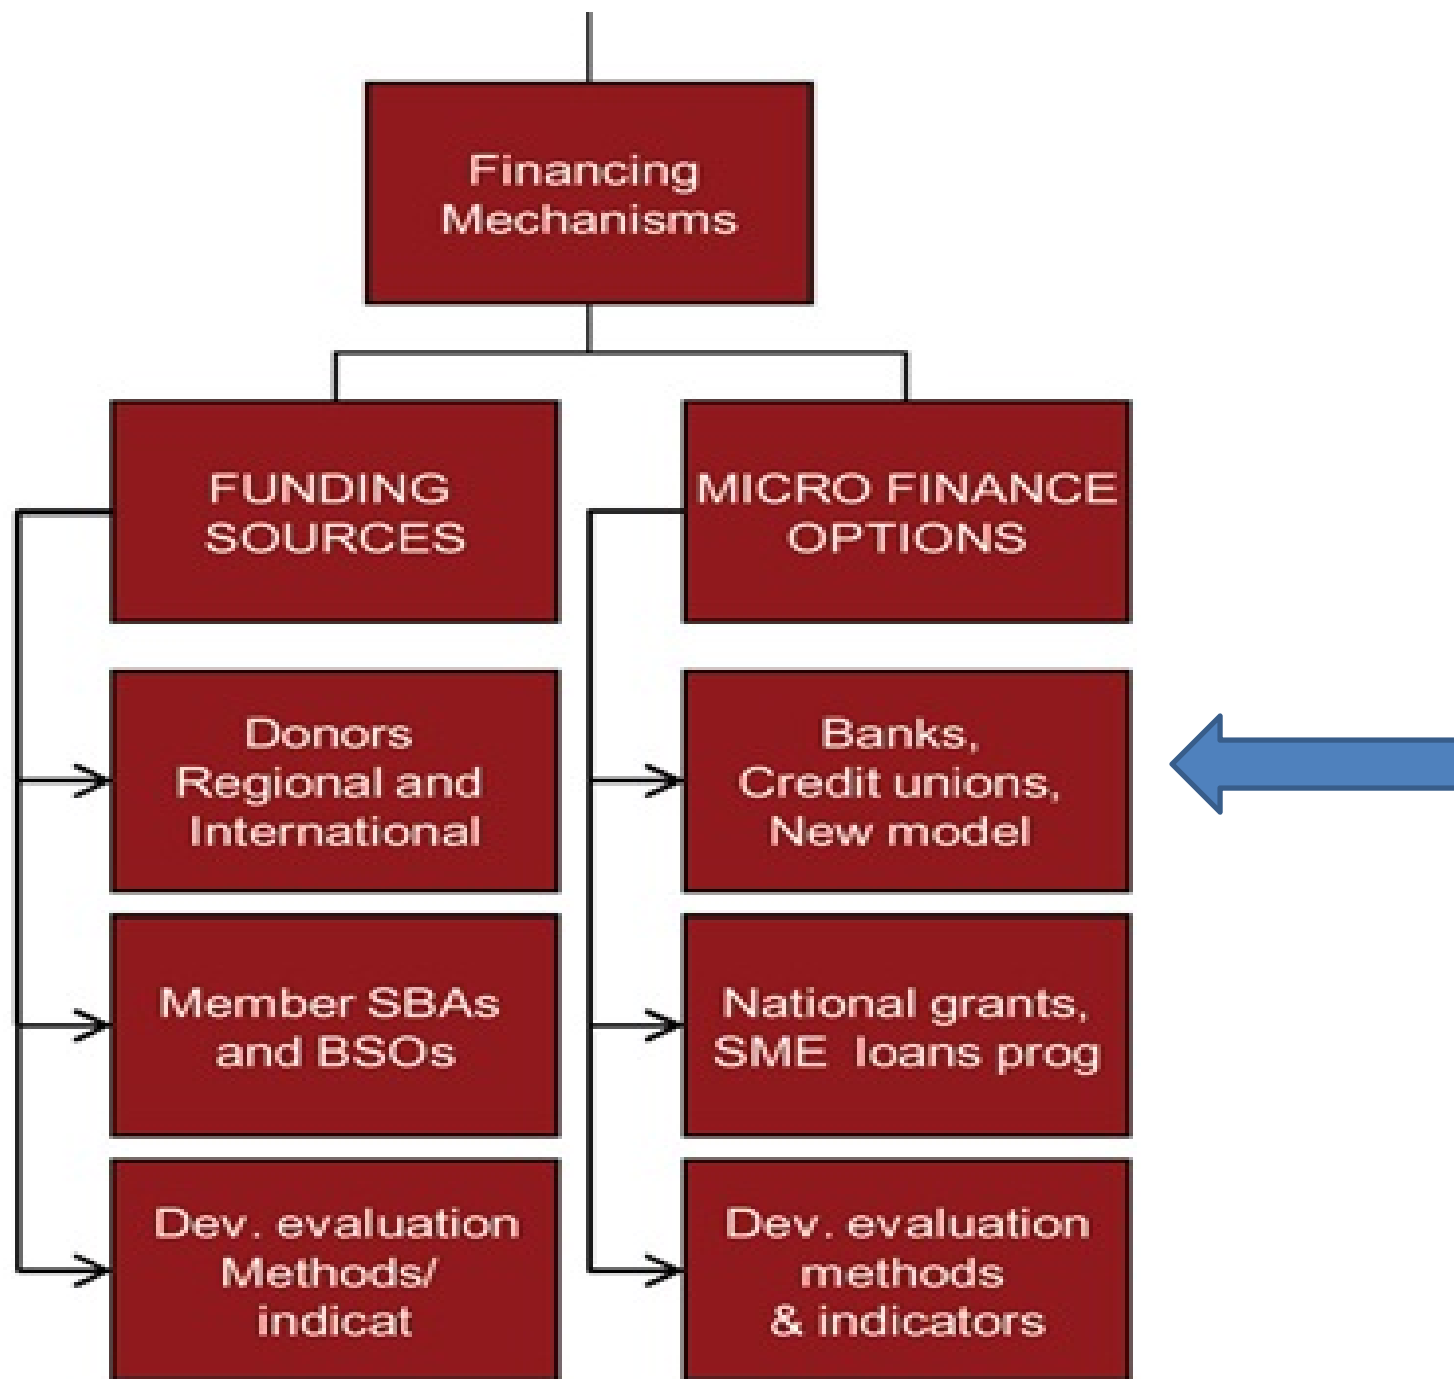 Financing
Mechanisms
FUNDING
SOURCES
Donors
Regional and
International
Member SBAs
and BSOs
Dev. evaluation
Methods/
indicat
MICRO FINANCE
OPTIONS
Banks,
Credit unions,
New model
National grants,
SME loans prog
Dev. evaluation
methods
& indicators